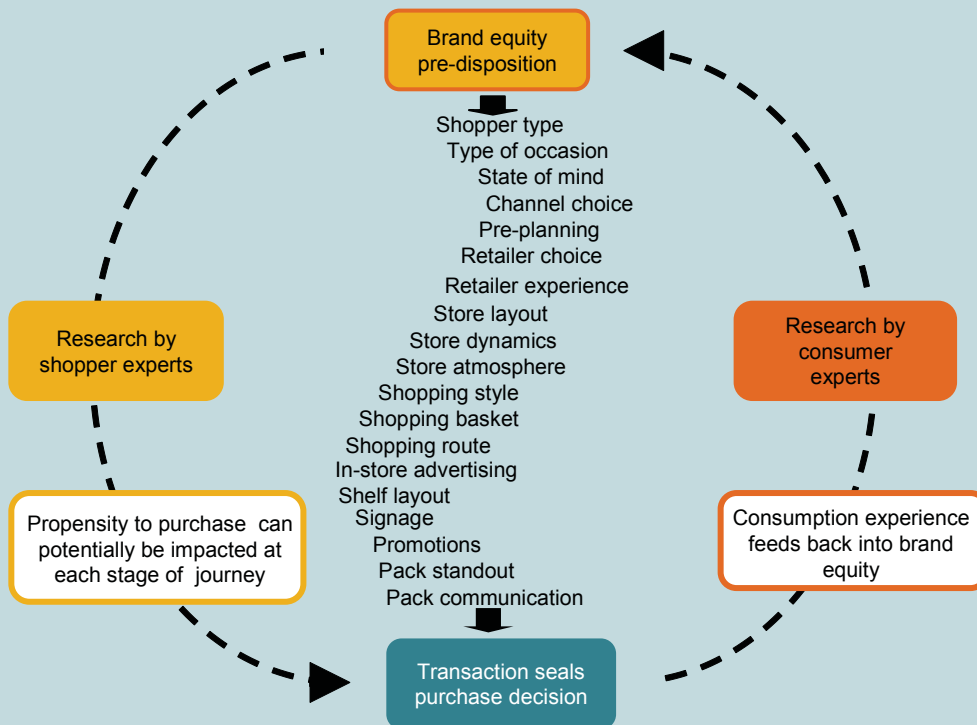 Brand equity
pre-disposition
Shopper type
Type of occasion
State of mind
Channel choice
Pre-planning
Retailer choice
Retailer experience
Store layout
Store dynamics
Store atmosphere
Shopping style
Shopping basket
Shopping route
In-store advertising
Shelf layout
Signage
Promotions
Pack standout
Pack communication
Research by
shopper experts
Propensity to purchase can
potentially be impacted at
each stage of journey
Research by
consumer
experts
Consumption experience
feeds back into brand
equity
Transaction seals
purchase decision